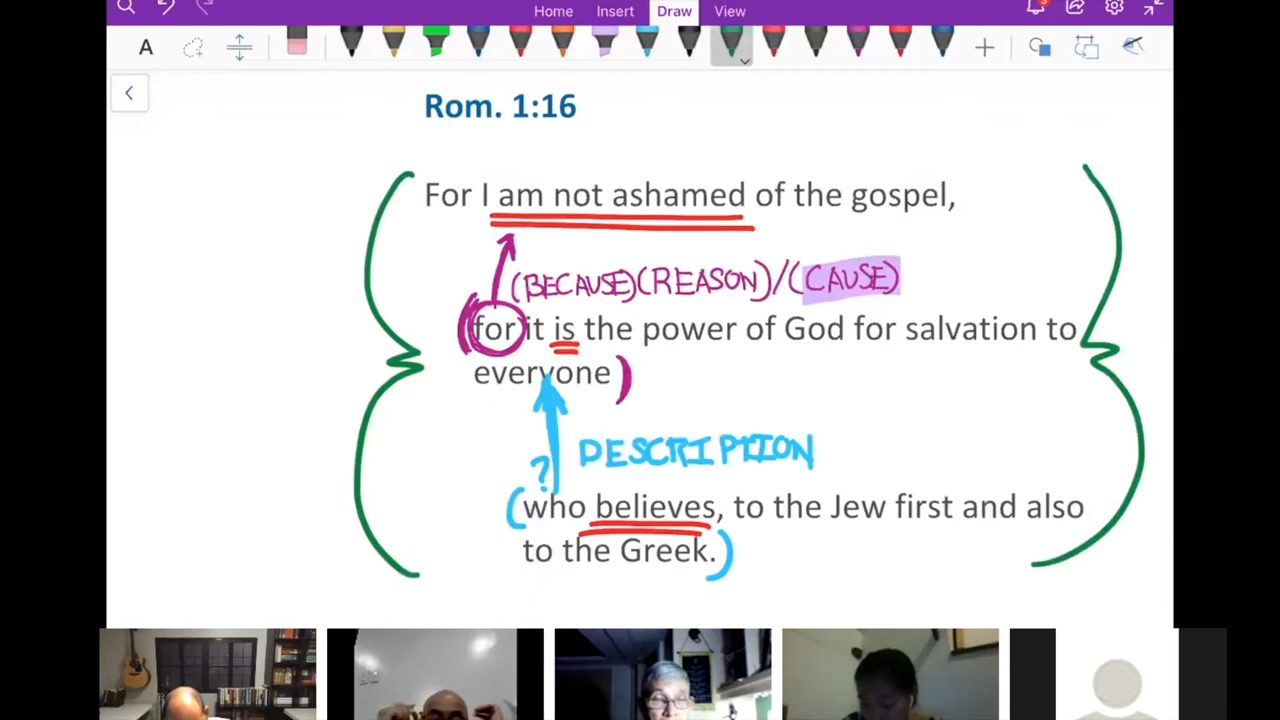 Home Insert Draw View
A
Rom. 1:16
For I am not ashamed of the gospel,
(BECAUSE)(REASON)/(CAUSE)
(for it is the power of God for salvation to
everyone)
? DESCRIPTION
(who believes, to the Jew first and also
to the Greek.)